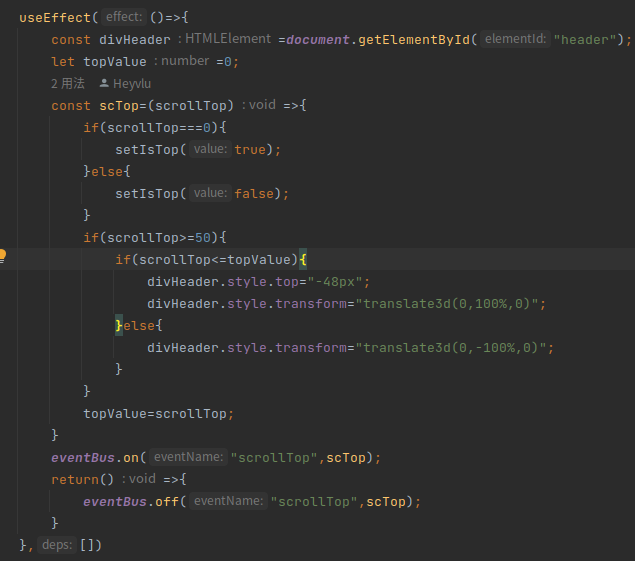 useEffect( effect: ()=>{
const divHeader : HTMLElement =document.getElementById( elementId: "header");
let topValue : number =0;
2 用法 Heyvlu
const scTop=(scrollTop) : void =>{
if(scrollTop===0){
setIsTop( value: true);
}else{
setIsTop( value: false);
}
if(scrollTop>=50){
if(scrollTop<=topValue){
divHeader.style.top="-48px";
divHeader.style.transform="translate3d(0,100%,0)";
}else{
divHeader.style.transform="translate3d(0,-100%,0)";
}
}
topValue=scrollTop;
}
eventBus.on( eventName: "scrollTop",scTop);
return() : void =>{
eventBus.off( eventName: "scrollTop",scTop);
}
}, deps: [])